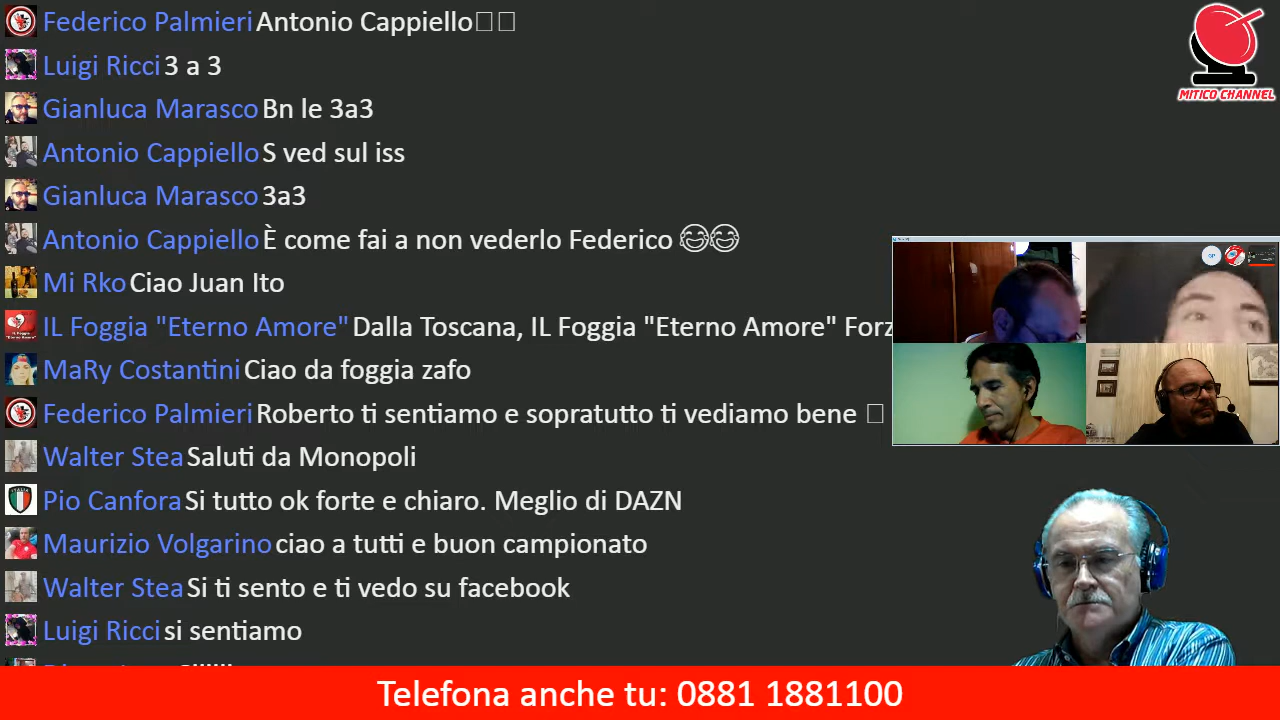 Federico Palmieri Antonio Cappiello
Luigi Ricci 3 a 3
Gianluca Marasco Bn le 3a3
Antonio Cappiello S ved sul iss
Gianluca Marasco 3a3
Antonio Cappiello È come fai a non vederlo Federico 😂😂
Mi Rko Ciao Juan Ito
IL Foggia "Eterno Amore" Dalla Toscana, IL Foggia "Eterno Amore" Forz
MaRy Costantini Ciao da foggia zafo
Federico Palmieri Roberto ti sentiamo e sopratutto ti vediamo bene
Walter Stea Saluti da Monopoli
Pio Canfora Si tutto ok forte e chiaro. Meglio di DAZN
Maurizio Volgarino ciao a tutti e buon campionato
Walter Stea Si ti sento e ti vedo su facebook
Luigi Ricci si sentiamo
MITICO CHANNEL
GP
ITALIA
Telefona anche tu: 0881 1881100